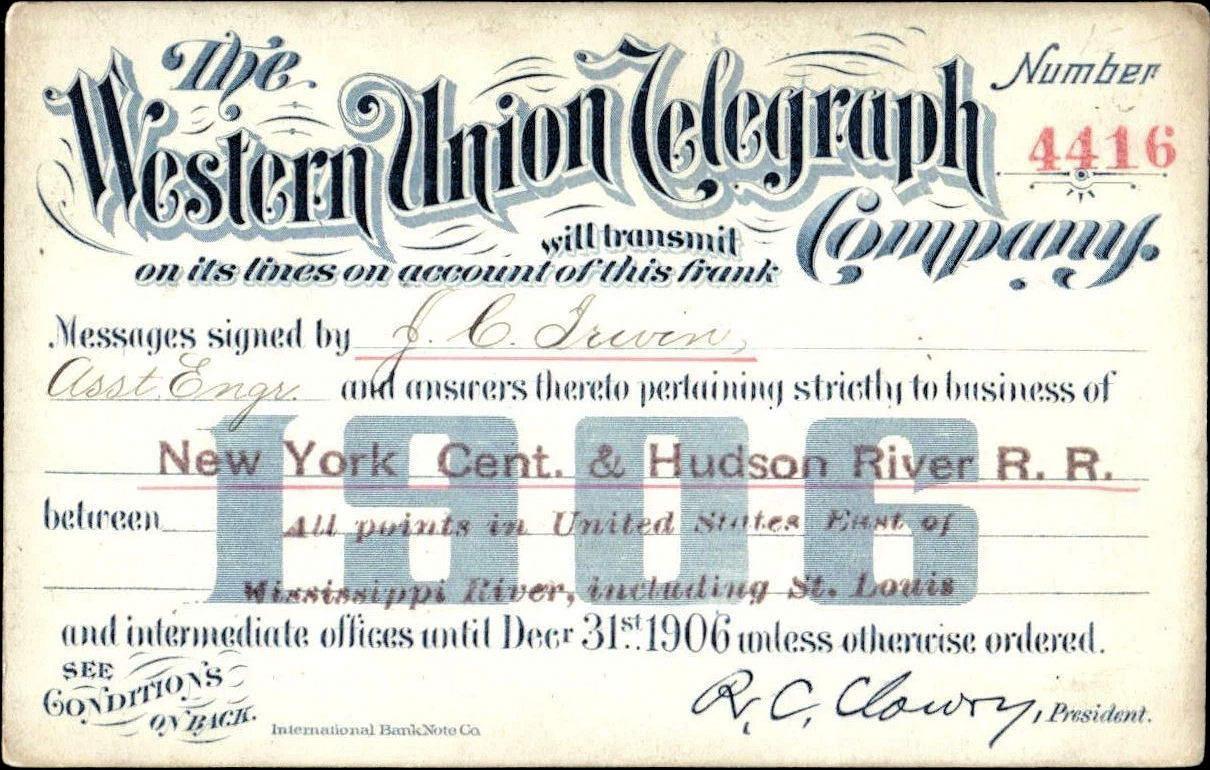 The
Western Union Telegraph
Company.
Number
4416
will transmit
on its lines on account of this frank
Messages signed by J. C. Irwin,
Asst. Engr. and answers thereto pertaining strictly to business of
1906
New York Cent. & Hudson River R. R.
between All points in United States East of
Mississippi River, including St. Louis
and intermediate offices until Decr 31st. 1906 unless otherwise ordered.
SEE
CONDITIONS
ON BACK.
International Bank Note Co.
R. C. Clowry, President.